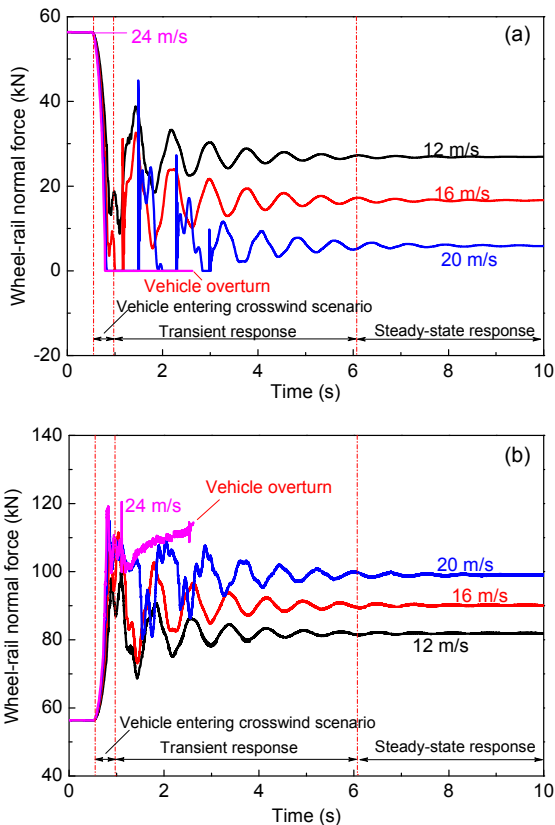 (a)
Wheel-rail normal force (kN)
60
40
20
0
-20
24 m/s
12 m/s
16 m/s
20 m/s
Vehicle overturn
Vehicle entering crosswind scenario
Transient response
Steady-state response
0
2
4
6
8
10
Time (s)
(b)
Wheel-rail normal force (kN)
140
120
100
80
60
40
24 m/s
Vehicle overturn
20 m/s
16 m/s
12 m/s
Vehicle entering crosswind scenario
Transient response
Steady-state response
0
2
4
6
8
10
Time (s)